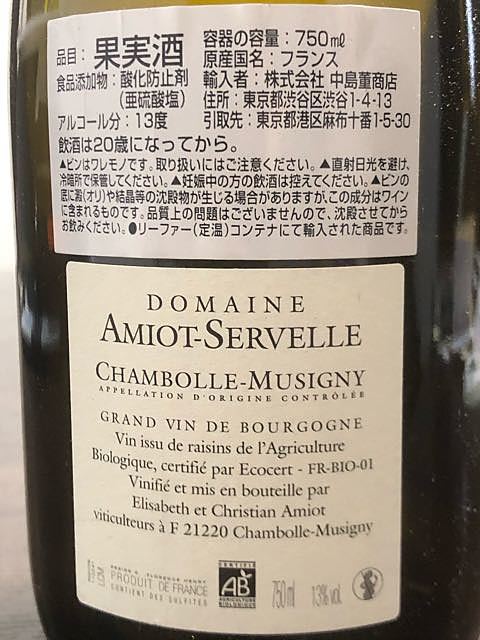 品目：果実酒
容器の容量：750㎖
原産国名：フランス
食品添加物：酸化防止剤
（亜硫酸塩）
輸入者：株式会社 中島董商店
住所：東京都渋谷区渋谷1-4-13
アルコール分：13度
引取先：東京都港区麻布十番1-5-30
飲酒は20歳になってから。
▲ビンはワレモノです。取り扱いにはご注意ください。▲直射日光を避け、
冷暗所で保管してください。▲妊娠中の方の飲酒は控えてください。▲ビンの
底に澱(オリ)や結晶等の沈殿物が生じる場合がありますが、この成分はワイン
に含まれるものです。品質上の問題はございませんので、沈殿させてから
お飲みください。●リーファー(定温)コンテナにて輸入された商品です。
DOMAINE
AMIOT-SERVELLE
CHAMBOLLE-MUSIGNY
APPELLATION D'ORIGINE CONTRÔLÉE
GRAND VIN DE BOURGOGNE
Vin issu de raisins de l'Agriculture
Biologique, certifié par Ecocert - FR-BIO-01
Vinifié et mis en bouteille par
Elisabeth et Christian Amiot
viticulteurs à F 21220 Chambolle-Musigny
PRODUIT DE FRANCE
CONTIENT DES SULFITES
CERTIFIÉ
AB
AGRICULTURE
BIOLOGIQUE
750 ml
13% vol